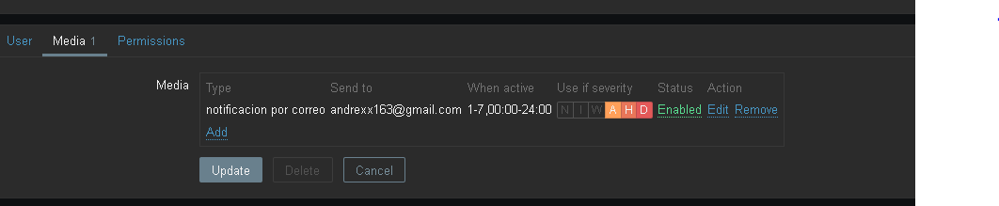 User Media 1 Permissions
Media Type Send to When active Use if severity Status Action
notificacion por correo andrexx163@gmail.com 1-7,00:00-24:00 N I W A H D Enabled Edit Remove
Add
Update Delete Cancel